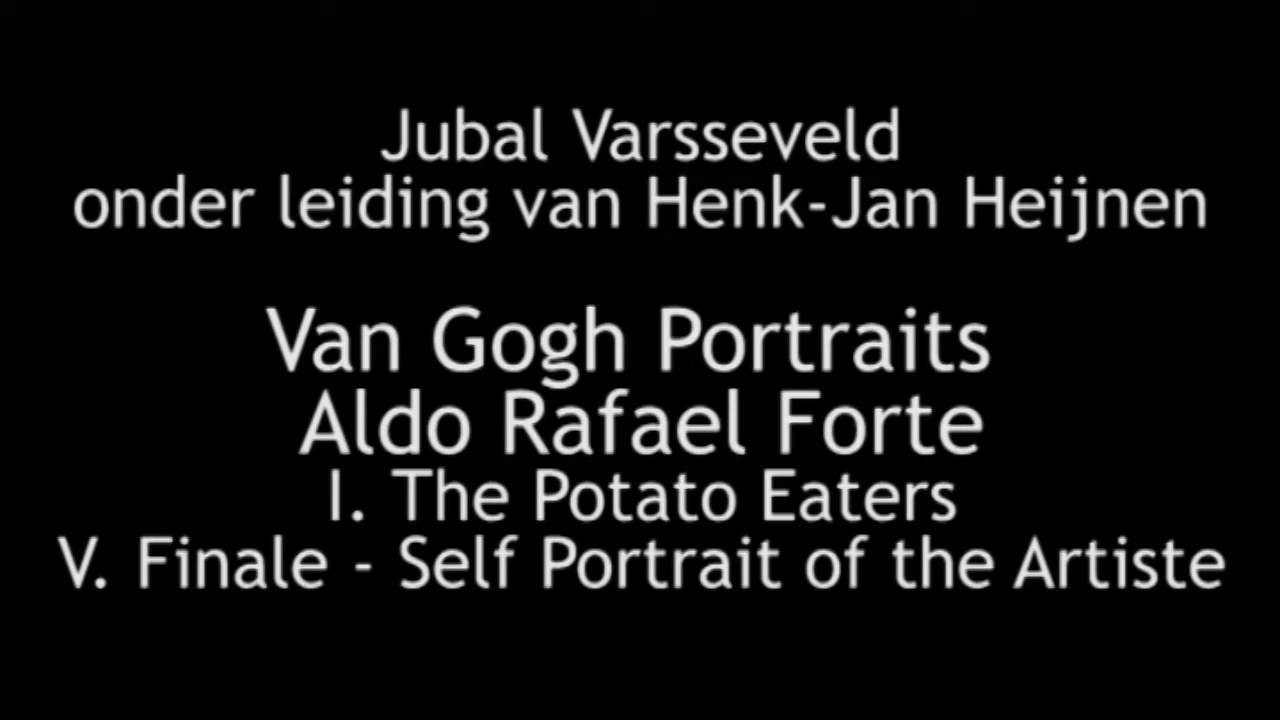 Jubal Varsseveld
onder leiding van Henk-Jan Heijnen
Van Gogh Portraits
Aldo Rafael Forte
I. The Potato Eaters
V. Finale - Self Portrait of the Artiste